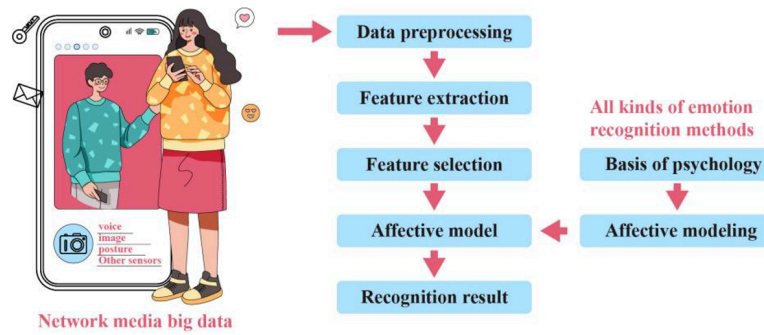 voice
image
posture
Other sensors
Network media big data
Data preprocessing
Feature extraction
Feature selection
Affective model
Recognition result
All kinds of emotion
recognition methods
Basis of psychology
Affective modeling